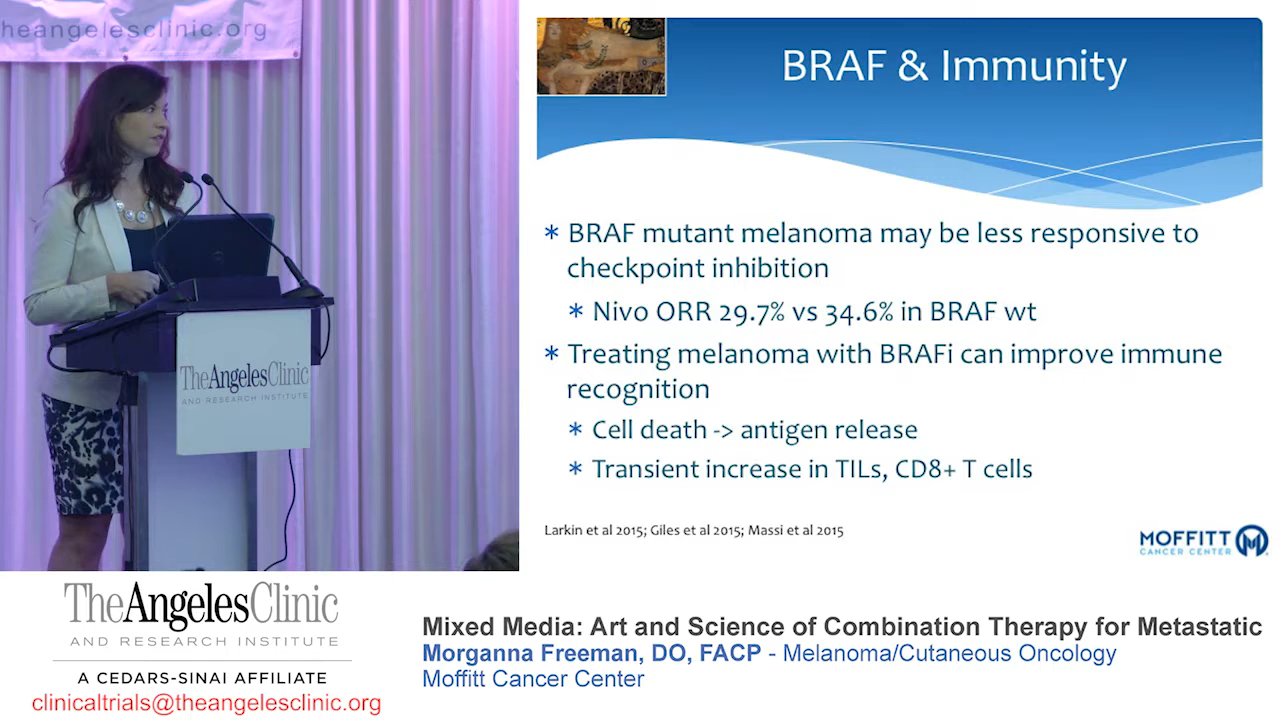 theangelesclinic.org
BRAF & Immunity
* BRAF mutant melanoma may be less responsive to
checkpoint inhibition
* Nivo ORR 29.7% vs 34.6% in BRAF wt
* Treating melanoma with BRAFi can improve immune
recognition
* Cell death -> antigen release
* Transient increase in TILs, CD8+ T cells
Larkin et al 2015; Giles et al 2015; Massi et al 2015
MOFFITT
CANCER CENTER
TheAngelesClinic
AND RESEARCH INSTITUTE
TheAngelesClinic
AND RESEARCH INSTITUTE
A CEDARS-SINAI AFFILIATE
clinicaltrials@theangelesclinic.org
Mixed Media: Art and Science of Combination Therapy for Metastatic
Morganna Freeman, DO, FACP - Melanoma/Cutaneous Oncology
Moffitt Cancer Center